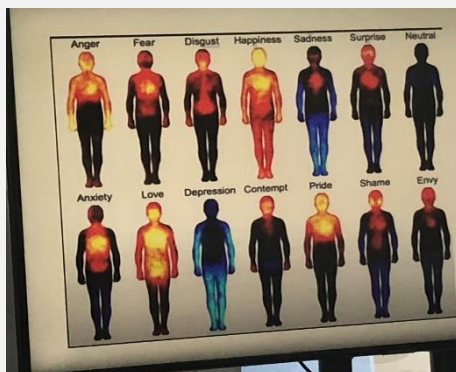 Anger Fear Disgust Happiness Sadness Surprise Neutral
Anxiety Love Depression Contempt Pride Shame Envy